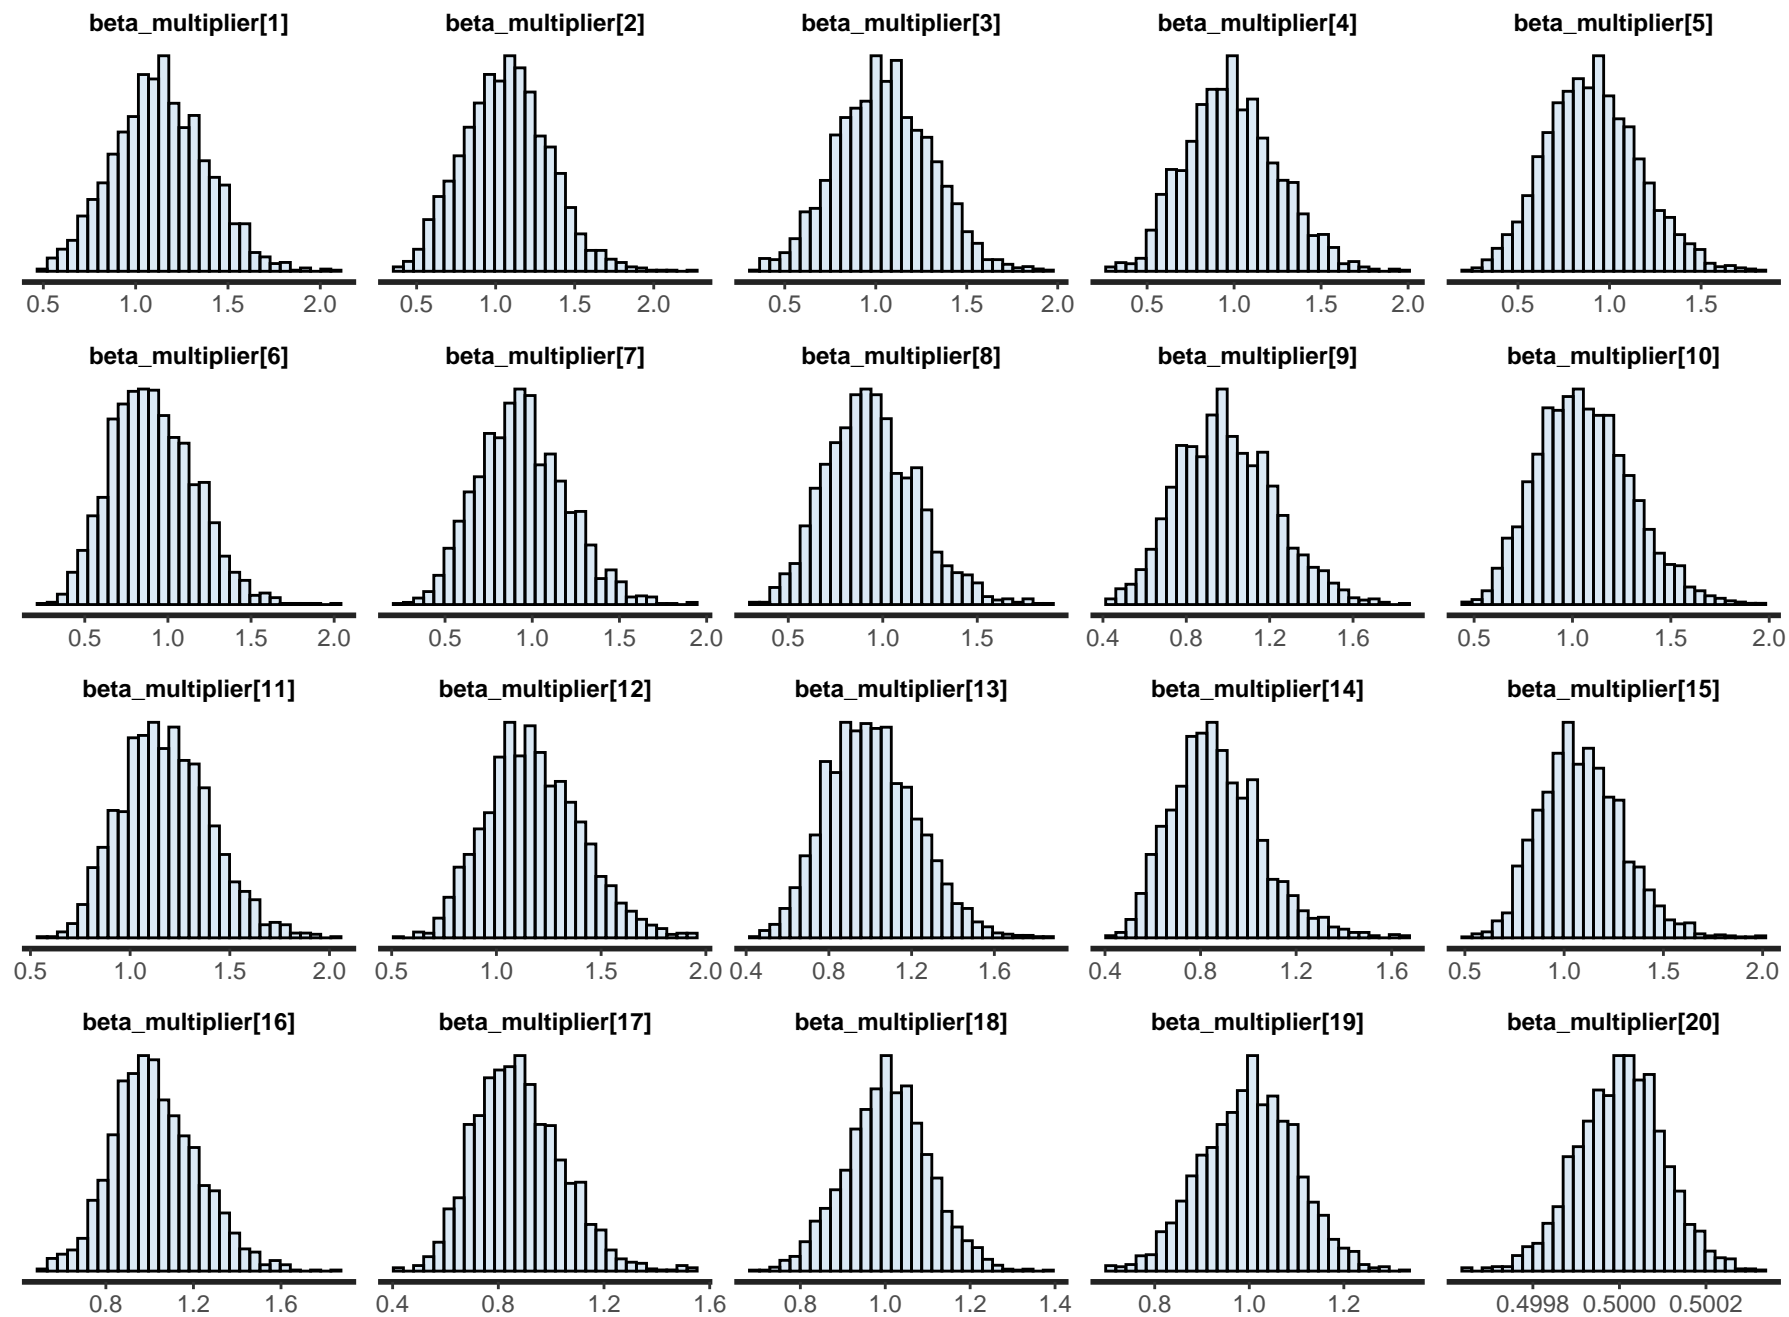 beta_multiplier[1] beta_multiplier[2] beta_multiplier[3] beta_multiplier[4] beta_multiplier[5]
0.5 1.0 1.5 2.0 0.5 1.0 1.5 2.0 0.5 1.0 1.5 2.0 0.5 1.0 1.5 2.0 0.5 1.0 1.5
beta_multiplier[6] beta_multiplier[7] beta_multiplier[8] beta_multiplier[9] beta_multiplier[10]
0.5 1.0 1.5 2.0 0.5 1.0 1.5 2.0 0.5 1.0 1.5 0.4 0.8 1.2 1.6 0.5 1.0 1.5 2.0
beta_multiplier[11] beta_multiplier[12] beta_multiplier[13] beta_multiplier[14] beta_multiplier[15]
0.5 1.0 1.5 2.0 0.5 1.0 1.5 2.0 0.4 0.8 1.2 1.6 0.4 0.8 1.2 1.6 0.5 1.0 1.5 2.0
beta_multiplier[16] beta_multiplier[17] beta_multiplier[18] beta_multiplier[19] beta_multiplier[20]
0.8 1.2 1.6 0.4 0.8 1.2 1.6 0.8 1.0 1.2 1.4 0.8 1.0 1.2 0.4998 0.5000 0.5002